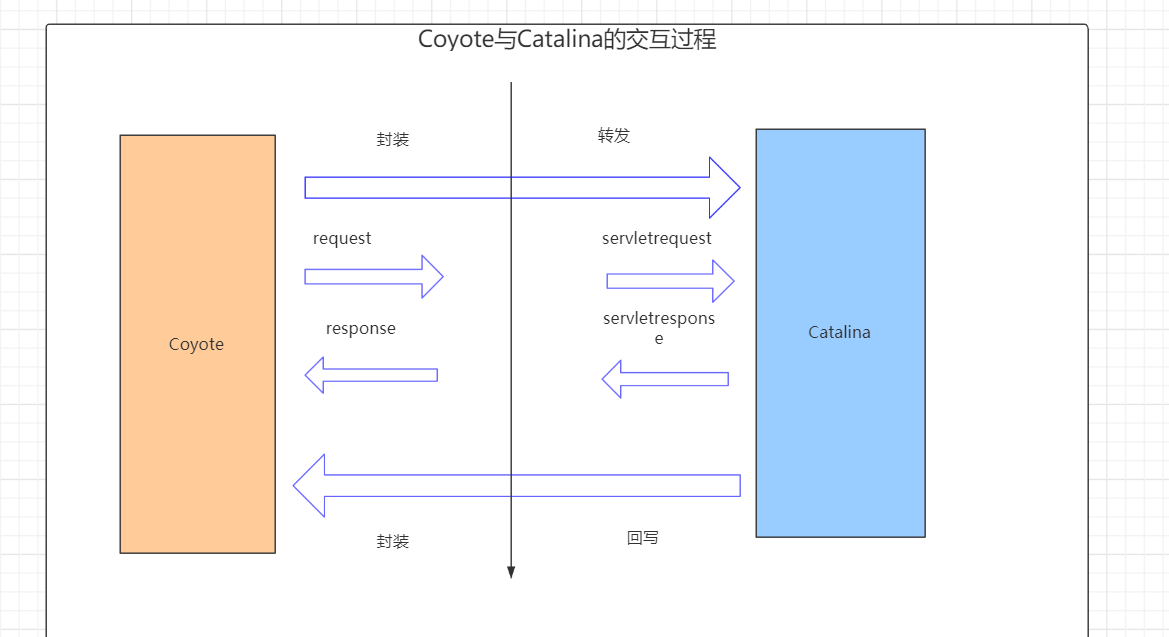 Coyote与Catalina的交互过程
封装
转发
request
servletrequest
response
servletrespons
e
Coyote
Catalina
封装
回写